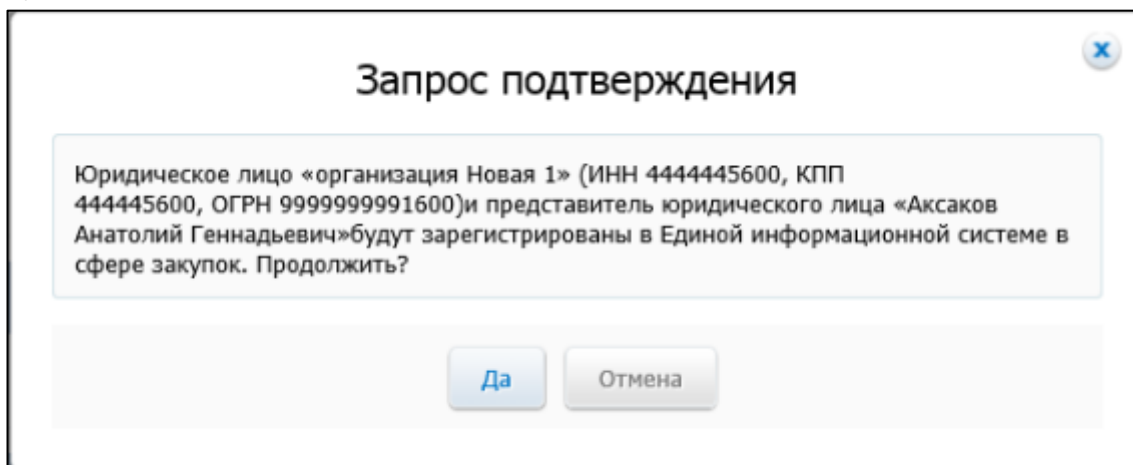 Запрос подтверждения
Юридическое лицо «организация Новая 1» (ИНН 4444445600, КПП
444445600, ОГРН 9999999991600)и представитель юридического лица «Аксаков
Анатолий Геннадьевич»будут зарегистрированы в Единой информационной системе в
сфере закупок. Продолжить?
Да
Отмена